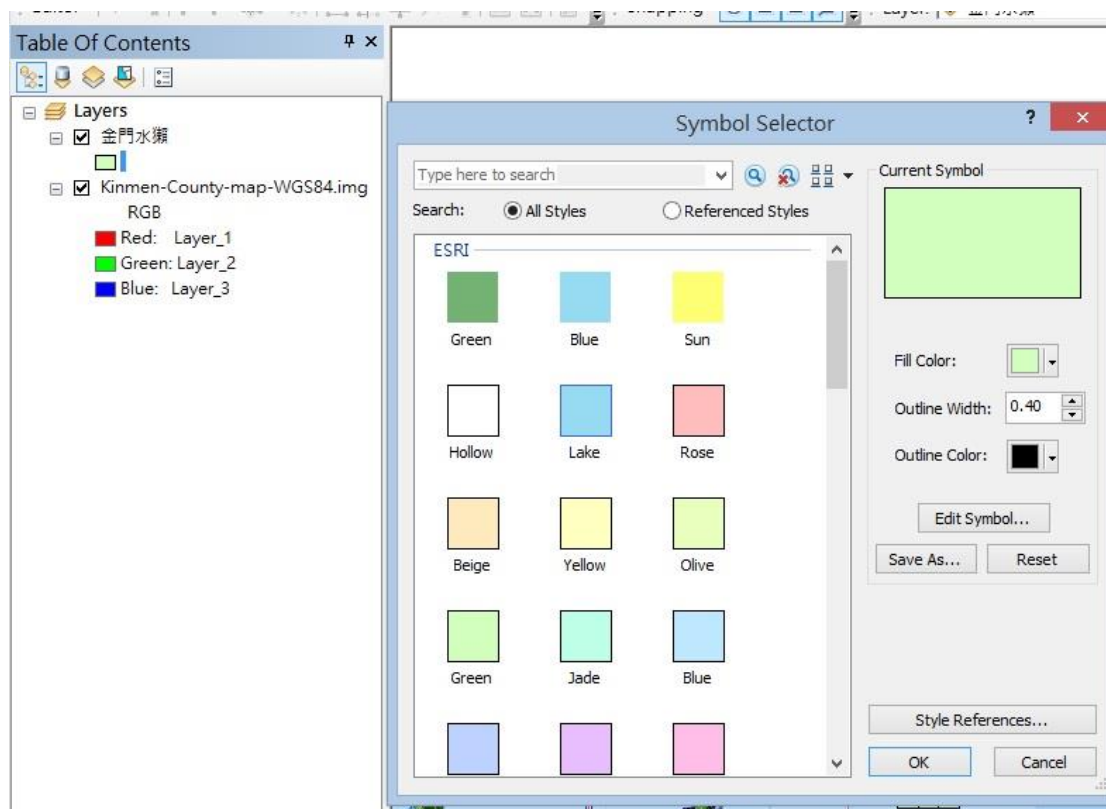 Table Of Contents
Layers
金門水獺
Kinmen-County-map-WGS84.img
RGB
Red: Layer_1
Green: Layer_2
Blue: Layer_3
Symbol Selector
?
Type here to search
Search:
All Styles
Referenced Styles
ESRI
Green
Blue
Sun
Hollow
Lake
Rose
Beige
Yellow
Olive
Green
Jade
Blue
Current Symbol
Fill Color:
Outline Width: 0.40
Outline Color:
Edit Symbol...
Save As...
Reset
Style References...
OK
Cancel